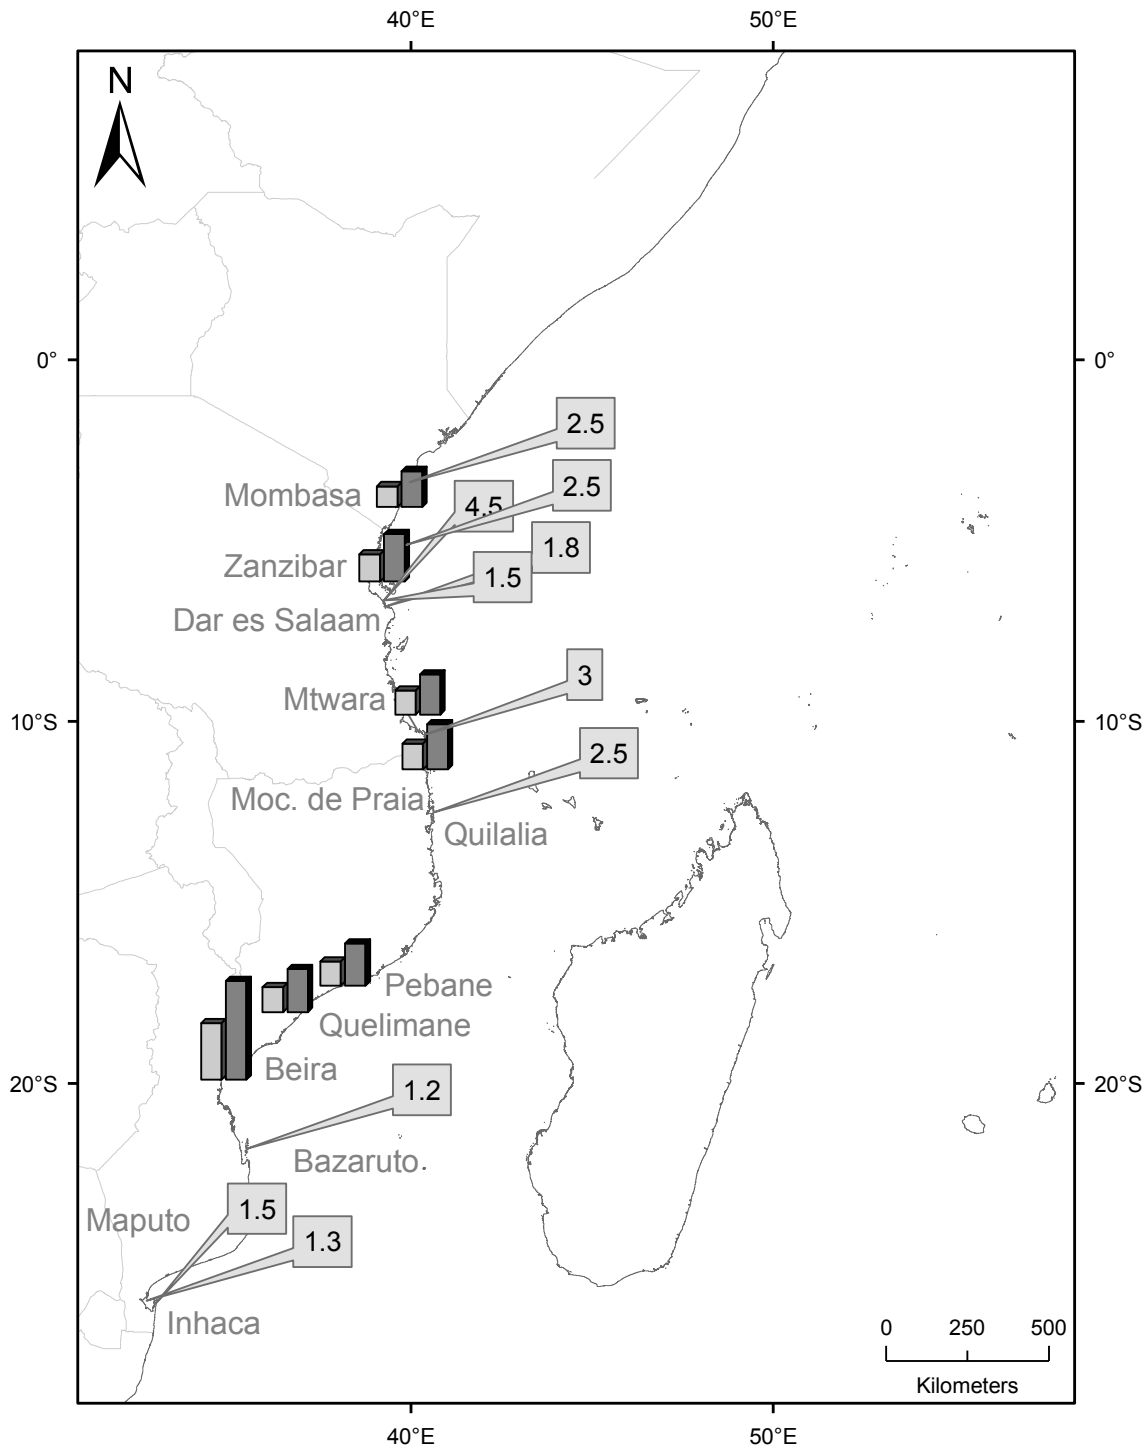 40°E 50°E
N
0° 0°
2.5
Mombasa
2.5
4.5
1.8
Zanzibar
1.5
Dar es Salaam
3
Mtwara
10°S 10°S
2.5
Moc. de Praia
Quilalia
Pebane
Quelimane
Beira
20°S 20°S
1.2
Bazaruto
1.5
Maputo
1.3
Inhaca
0 250 500
Kilometers
40°E 50°E